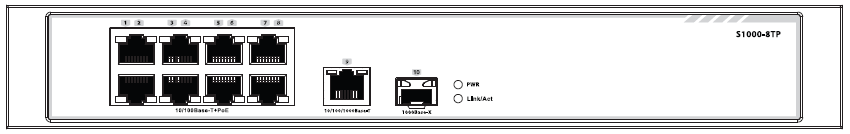 1 2 3 4 5 6 7 8
S1000-8TP
9
10
PWR
Link/Act
10/100Base-T+PoE
10/100/1000Base-T
1000Base-X